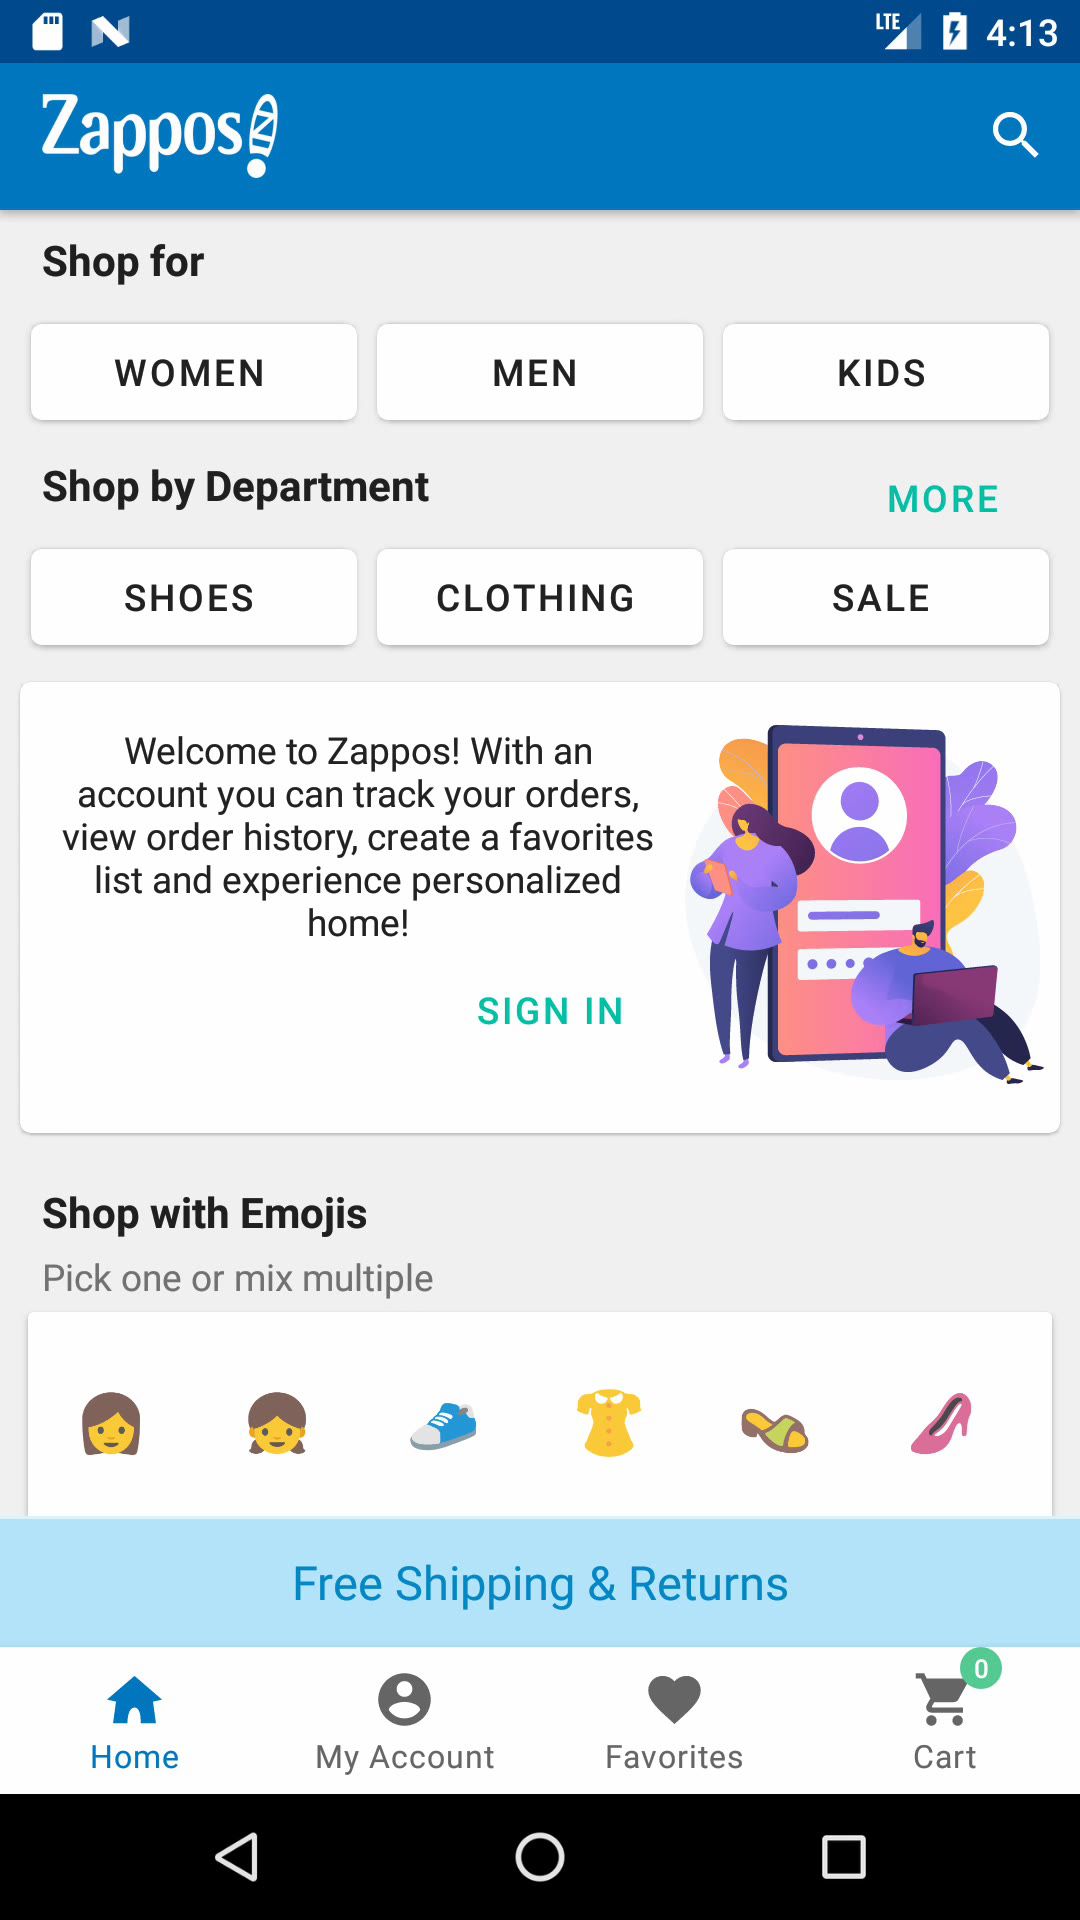 LTE 4:13
Zappos
Shop for
WOMEN MEN KIDS
Shop by Department
MORE
SHOES CLOTHING SALE
Welcome to Zappos! With an
account you can track your orders,
view order history, create a favorites
list and experience personalized
home!
SIGN IN
Shop with Emojis
Pick one or mix multiple
Free Shipping & Returns
0
Home My Account Favorites Cart